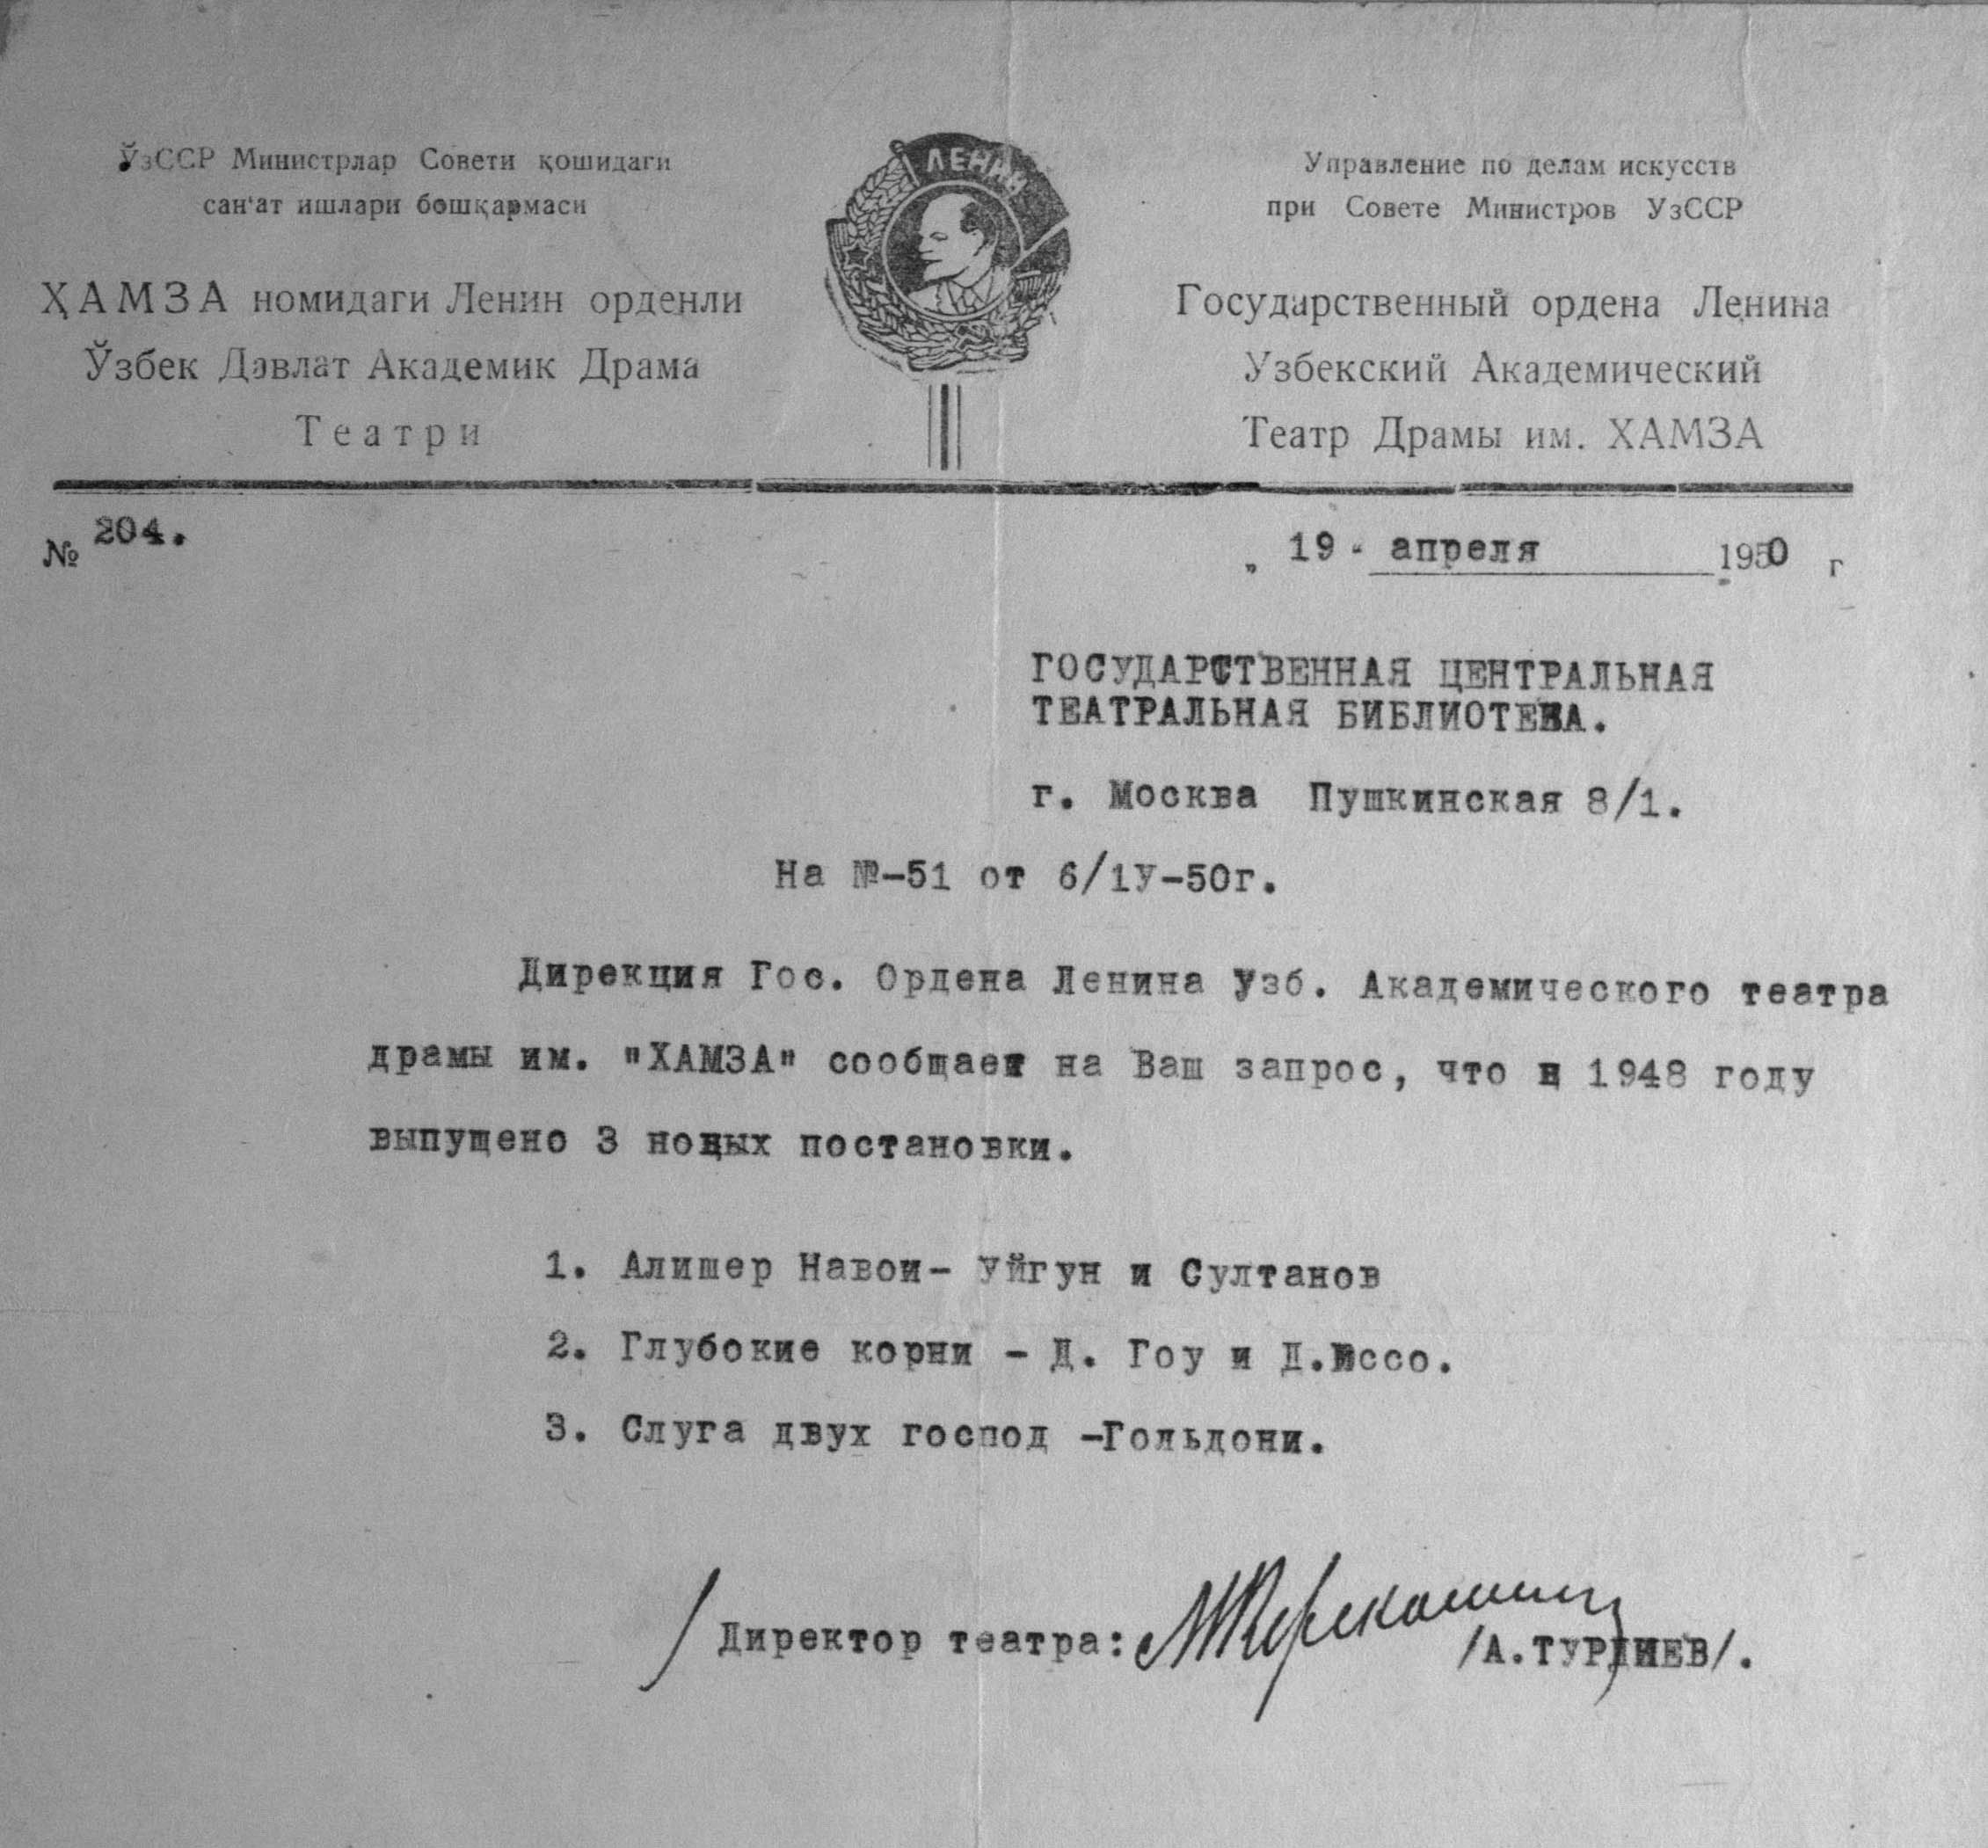 ЎзССР Министрлар Совети қошидаги
сан'ат ишлари бошқармаси
ҲАМЗА номидаги Ленин орденли
Ўзбек Давлат Академик Драма
Театри
ЛЕНИН
Управление по делам искусств
при Совете Министров УзССР
Государственный ордена Ленина
Узбекский Академический
Театр Драмы им. ХАМЗА
№ 204.
„ 19 - апреля 1950 г
ГОСУДАРСТВЕННАЯ ЦЕНТРАЛЬНАЯ
ТЕАТРАЛЬНАЯ БИБЛИОТЕКА.
г. Москва Пушкинская 8/1.
На №-51 от 6/1У-50г.
Дирекция Гос. Ордена Ленина Узб. Академического театра
драмы им. "ХАМЗА" сообщает на Ваш запрос, что в 1948 году
выпущено 3 новых постановки.
1. Алишер Навои- Уйгун и Султанов
2. Глубокие корни - Д. Гоу и Д.Юссо.
3. Слуга двух господ -Гольдони.
Директор театра: /А.ТУРДИЕВ/.